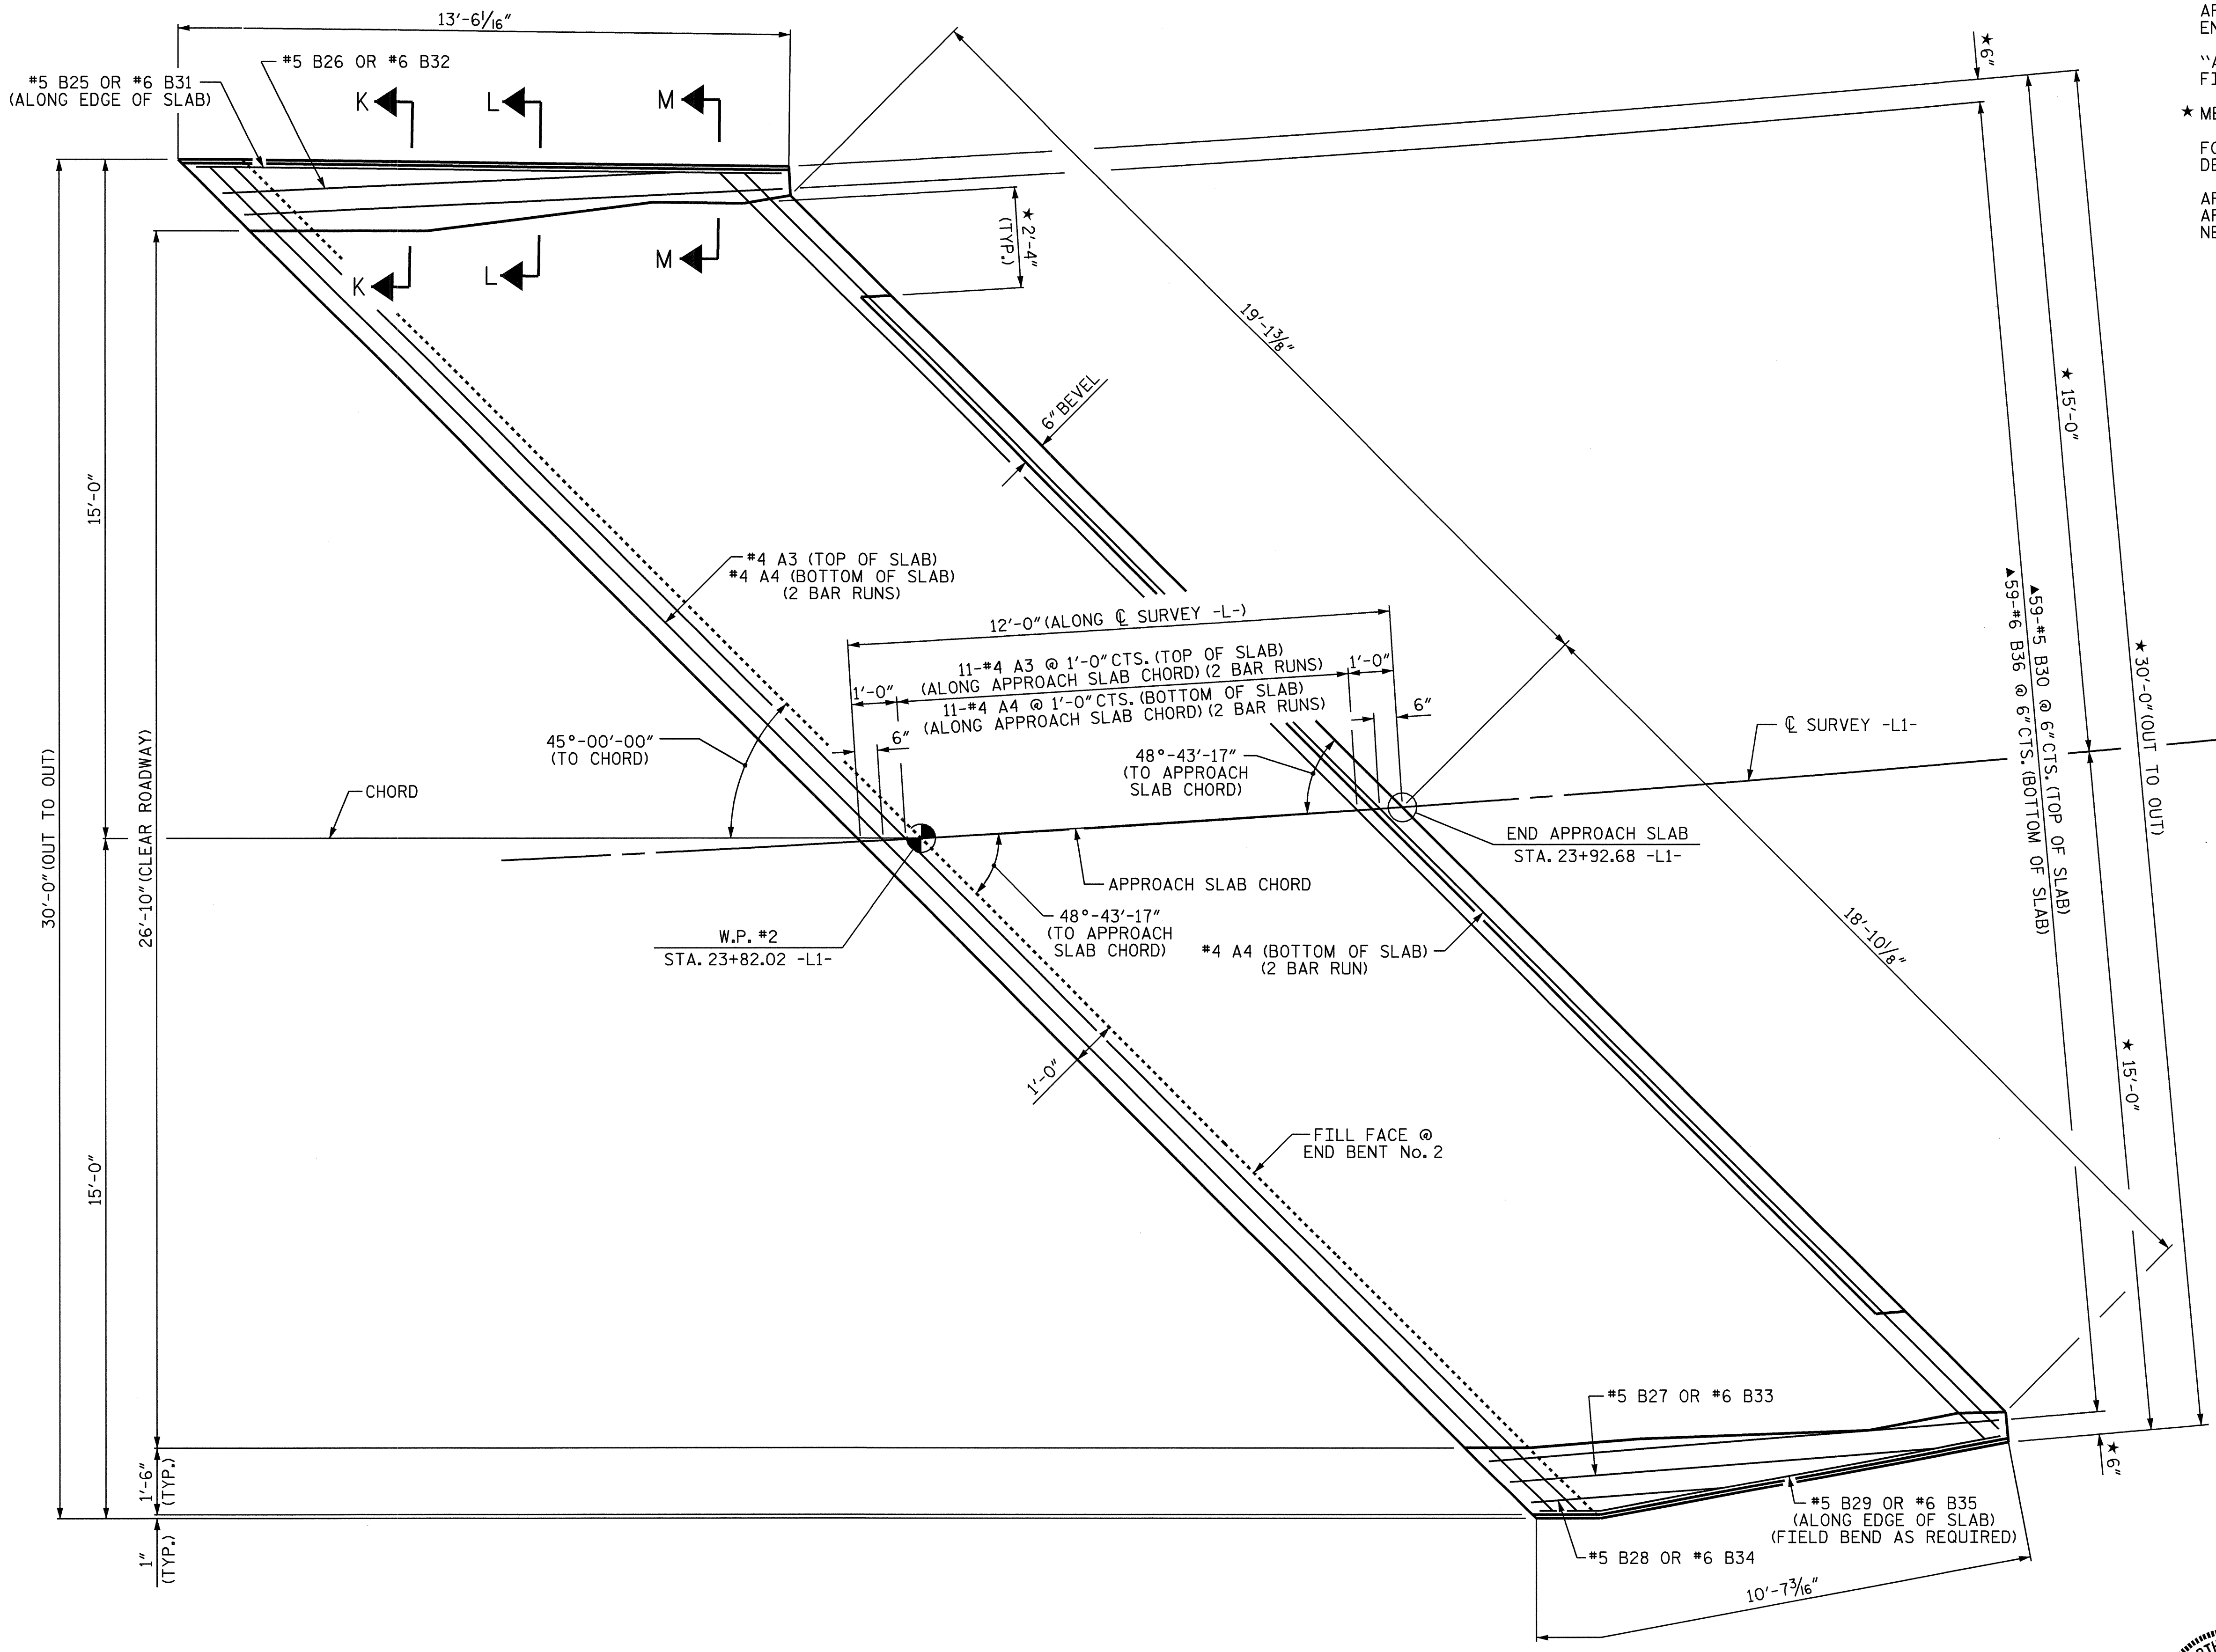 13'-6 1/16"
#5 B26 OR #6 B32
#5 B25 OR #6 B31
(ALONG EDGE OF SLAB)
K
L
M
K
L
M
★6"
★ 2'-4"
(TYP.)
19'-1 3/8"
6" BEVEL
★ 15'-0"
★ 30'-0" (OUT TO OUT)
▲59-#5 B30 @ 6" CTS. (TOP OF SLAB)
▲59-#6 B36 @ 6" CTS. (BOTTOM OF SLAB)
15'-0"
30'-0" (OUT TO OUT)
26'-10" (CLEAR ROADWAY)
#4 A3 (TOP OF SLAB)
#4 A4 (BOTTOM OF SLAB)
(2 BAR RUNS)
12'-0" (ALONG ℄ SURVEY -L-)
11-#4 A3 @ 1'-0" CTS. (TOP OF SLAB)
(ALONG APPROACH SLAB CHORD) (2 BAR RUNS)
1'-0"
1'-0"
11-#4 A4 @ 1'-0" CTS. (BOTTOM OF SLAB)
(ALONG APPROACH SLAB CHORD) (2 BAR RUNS)
6"
6"
45°-00'-00"
(TO CHORD)
48°-43'-17"
(TO APPROACH
SLAB CHORD)
℄ SURVEY -L1-
CHORD
END APPROACH SLAB
STA. 23+92.68 -L1-
APPROACH SLAB CHORD
48°-43'-17"
(TO APPROACH
SLAB CHORD)
W.P. #2
STA. 23+82.02 -L1-
#4 A4 (BOTTOM OF SLAB)
(2 BAR RUN)
18'-10 1/8"
1'-0"
★ 15'-0"
15'-0"
FILL FACE @
END BENT No. 2
#5 B27 OR #6 B33
1'-6"
(TYP.)
★6"
#5 B29 OR #6 B35
(ALONG EDGE OF SLAB)
(FIELD BEND AS REQUIRED)
1"
(TYP.)
#5 B28 OR #6 B34
10'-7 3/16"
AF
EN
"A
FI
★ ME
FO
DE
AF
AF
NE